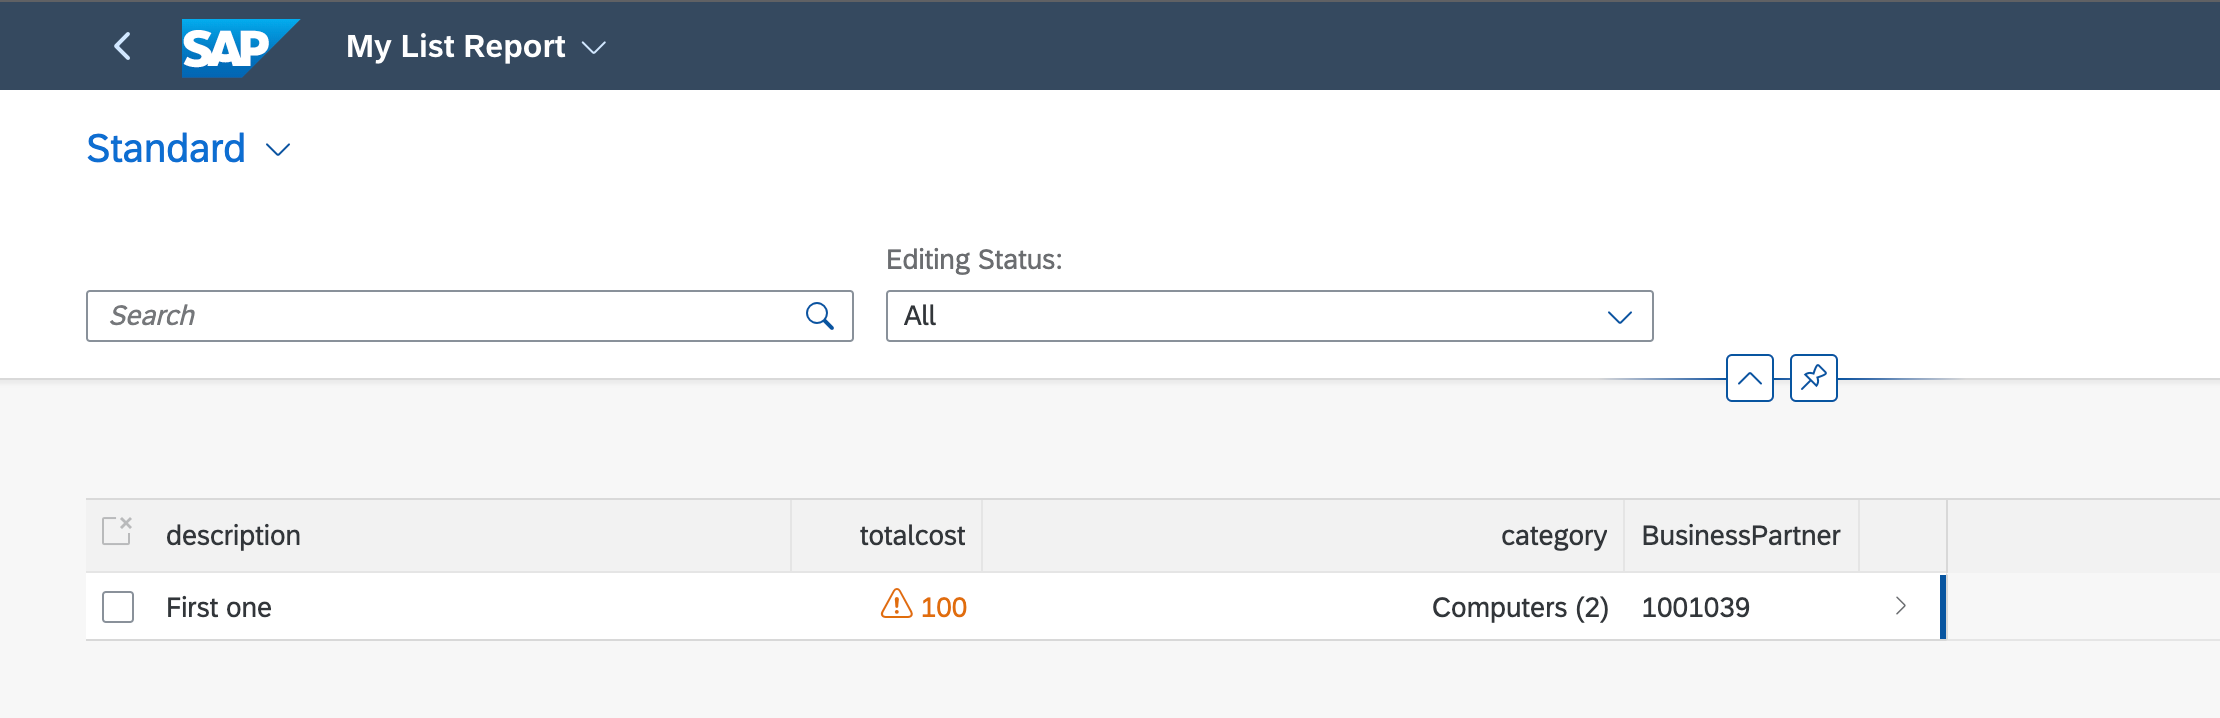 SAP My List Report
Standard
Editing Status:
Search All
description totalcost category BusinessPartner
First one 100 Computers (2) 1001039